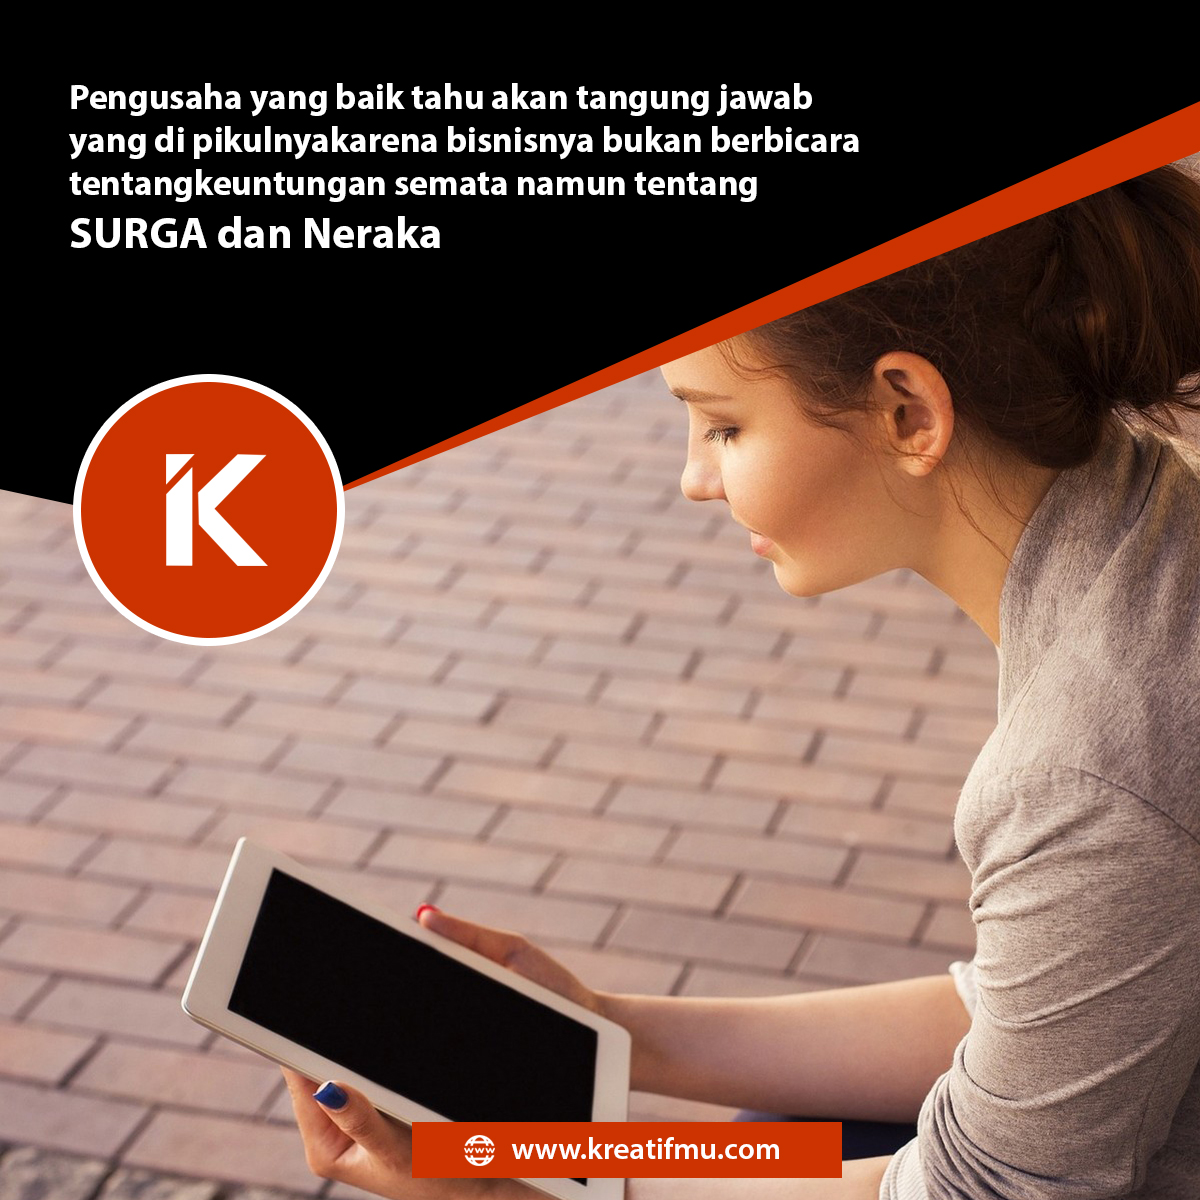 Pengusaha yang baik tahu akan tangung jawab
yang di pikulnyakarena bisnisnya bukan berbicara
tentangkeuntungan semata namun tentang
SURGA dan Neraka
K
www
www.kreatifmu.com